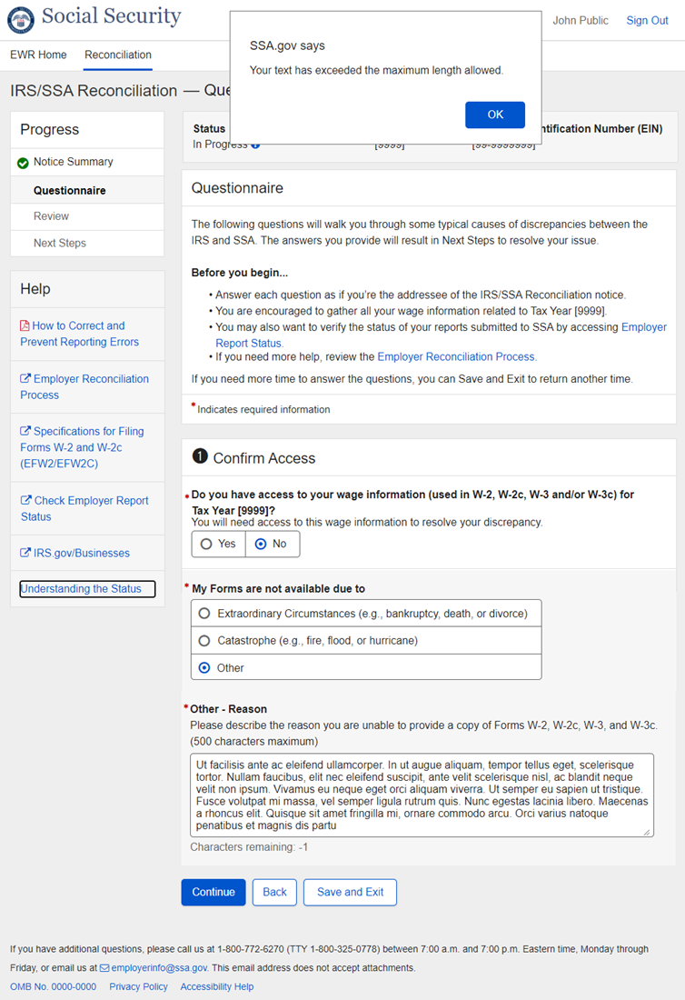 Social Security
SSA.gov says
Your text has exceeded the maximum length allowed.
OK
John Public
Sign Out
EWR Home
Reconciliation
IRS/SSA Reconciliation —
Progress
Notice Summary
Questionnaire
Review
Next Steps
Help
How to Correct and
Prevent Reporting Errors
Employer Reconciliation
Process
Specifications for Filing
Forms W-2 and W-2c
(EFW2/EFW2C)
Check Employer Report
Status
IRS.gov/Businesses
Understanding the Status
Status
Number (EIN)
In Progress
[9999]
[99-9999999]
Questionnaire
The following questions will walk you through some typical causes of discrepancies between the
IRS and SSA. The answers you provide will result in Next Steps to resolve your issue.
Before you begin...
• Answer each question as if you're the addressee of the IRS/SSA Reconciliation notice.
• You are encouraged to gather all your wage information related to Tax Year [9999].
• You may also want to verify the status of your reports submitted to SSA by accessing Employer
Report Status.
• If you need more help, review the Employer Reconciliation Process.
If you need more time to answer the questions, you can Save and Exit to return another time.
* Indicates required information
1 Confirm Access
* Do you have access to your wage information (used in W-2, W-2c, W-3 and/or W-3c) for
Tax Year [9999]?
You will need access to this wage information to resolve your discrepancy.
Yes
No
* My Forms are not available due to
Extraordinary Circumstances (e.g., bankruptcy, death, or divorce)
Catastrophe (e.g., fire, flood, or hurricane)
Other
* Other - Reason
Please describe the reason you are unable to provide a copy of Forms W-2, W-2c, W-3, and W-3c.
(500 characters maximum)
Ut facilisis ante ac eleifend ullamcorper. In ut augue aliquam, tempor tellus eget, scelerisque
tortor. Nullam faucibus, elit nec eleifend suscipit, ante velit scelerisque nisl, ac blandit neque
velit non ipsum. Vivamus eu neque eget orci aliquam viverra. Ut semper eu sapien ut tristique.
Fusce volutpat mi massa, vel semper ligula rutrum quis. Nunc egestas lacinia libero. Maecenas
a rhoncus elit. Quisque sit amet fringilla mi, ornare commodo arcu. Orci varius natoque
penatibus et magnis dis partu
Characters remaining: -1
Continue
Back
Save and Exit
If you have additional questions, please call us at 1-800-772-6270 (TTY 1-800-325-0778) between 7:00 a.m. and 7:00 p.m. Eastern time, Monday through
Friday, or email us at employerinfo@ssa.gov. This email address does not accept attachments.
OMB No. 0000-0000
Privacy Policy
Accessibility Help